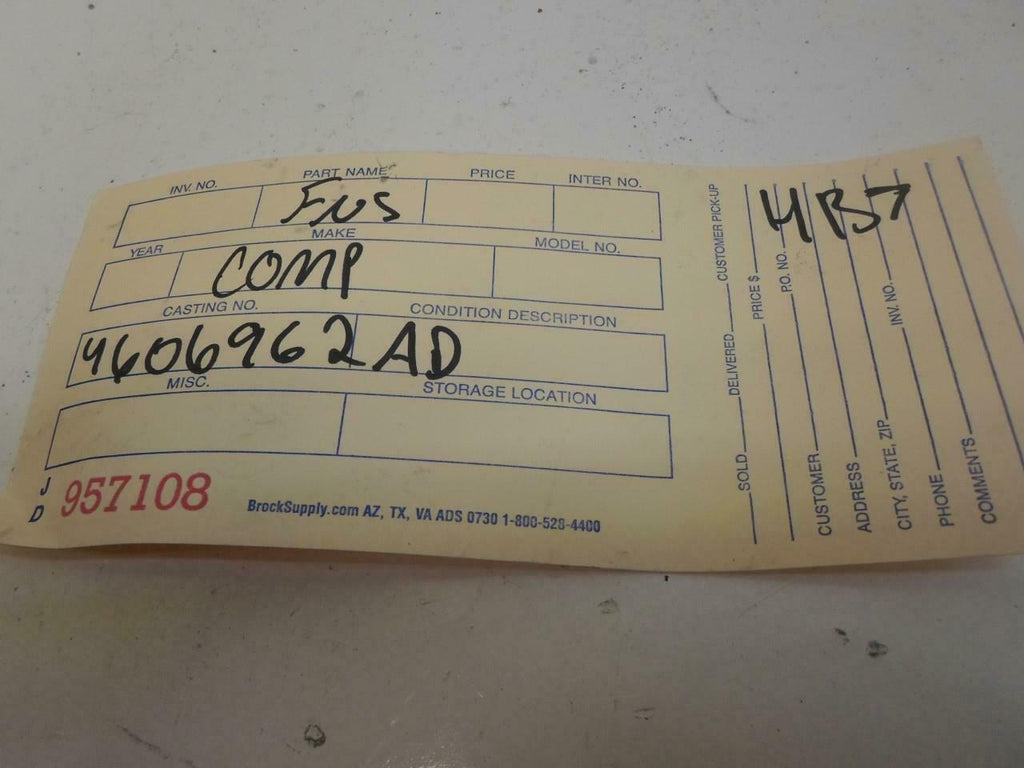 INV. NO. PART NAME PRICE INTER NO.
Fus
YEAR MAKE MODEL NO.
COMP
CASTING NO. CONDITION DESCRIPTION
4606962AD
MISC. STORAGE LOCATION
JD 957108 BrockSupply.com AZ, TX, VA ADS 0730 1-800-528-4400
SOLD DELIVERED CUSTOMER PICK-UP
PRICE $
P.O. NO.
CUSTOMER
ADDRESS
CITY, STATE, ZIP INV. NO.
PHONE
COMMENTS
HB7